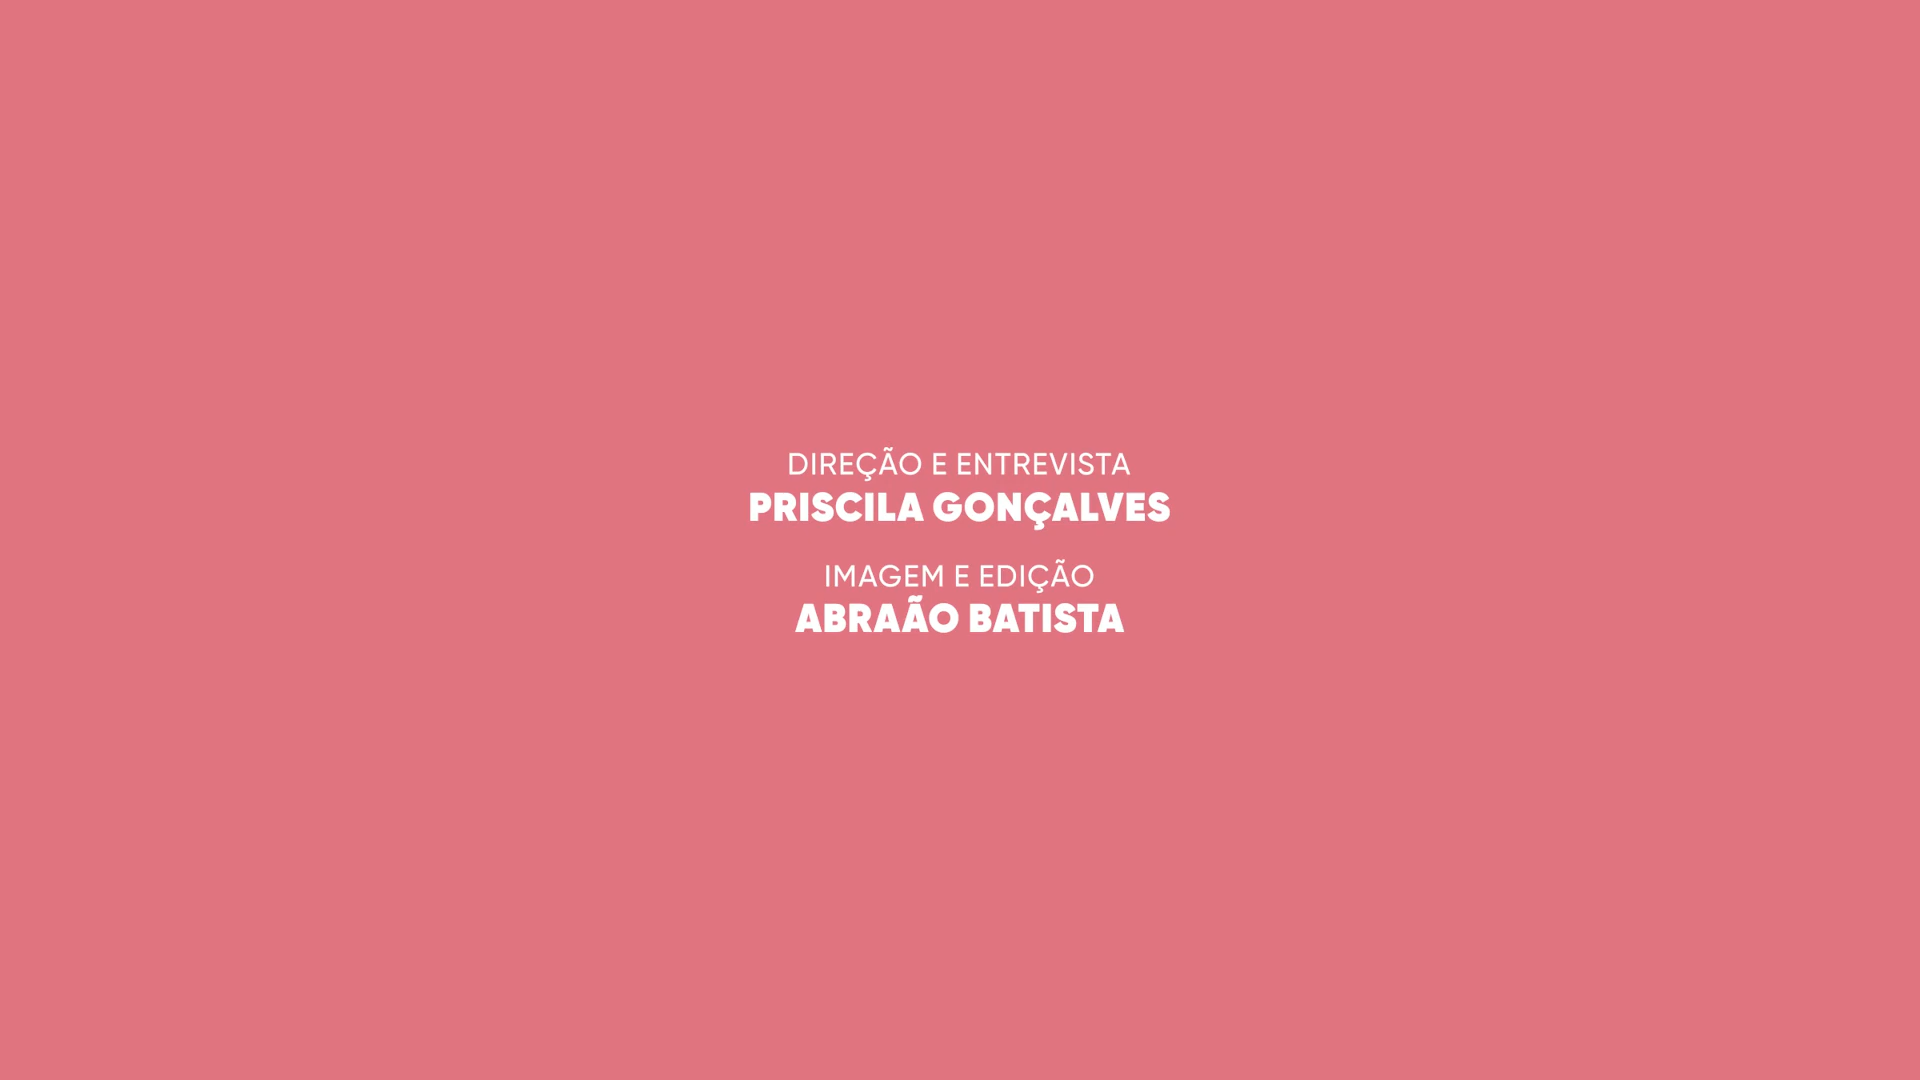 DIREÇÃO E ENTREVISTA
PRISCILA GONÇALVES
IMAGEM E EDIÇÃO
ABRAÃO BATISTA